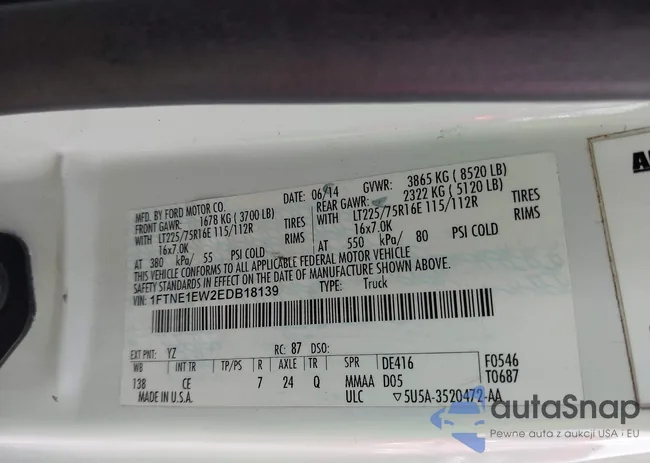 MFD. BY FORD MOTOR CO. DATE: 06/14 GVWR: 3865 KG ( 8520 LB)
FRONT GAWR: 1678 KG ( 3700 LB) REAR GAWR: 2322 KG ( 5120 LB)
WITH LT225/75R16E 115/112R TIRES WITH LT225/75R16E 115/112R TIRES
16x7.0K RIMS 16x7.0K RIMS
AT 380 kPa/ 55 PSI COLD AT 550 kPa/ 80 PSI COLD
THIS VEHICLE CONFORMS TO ALL APPLICABLE FEDERAL MOTOR VEHICLE
SAFETY STANDARDS IN EFFECT ON THE DATE OF MANUFACTURE SHOWN ABOVE.
VIN: 1FTNE1EW2EDB18139 TYPE: Truck
EXT PNT: YZ RC: 87 DSO:
WB INT TR TP/PS R AXLE TR SPR DE416 F0546
138 CE 7 24 Q MMAA D05 T0687
MADE IN U.S.A. ULC 5U5A-3520472-AA
autaSnap
Pewne auta z aukcji USA i EU